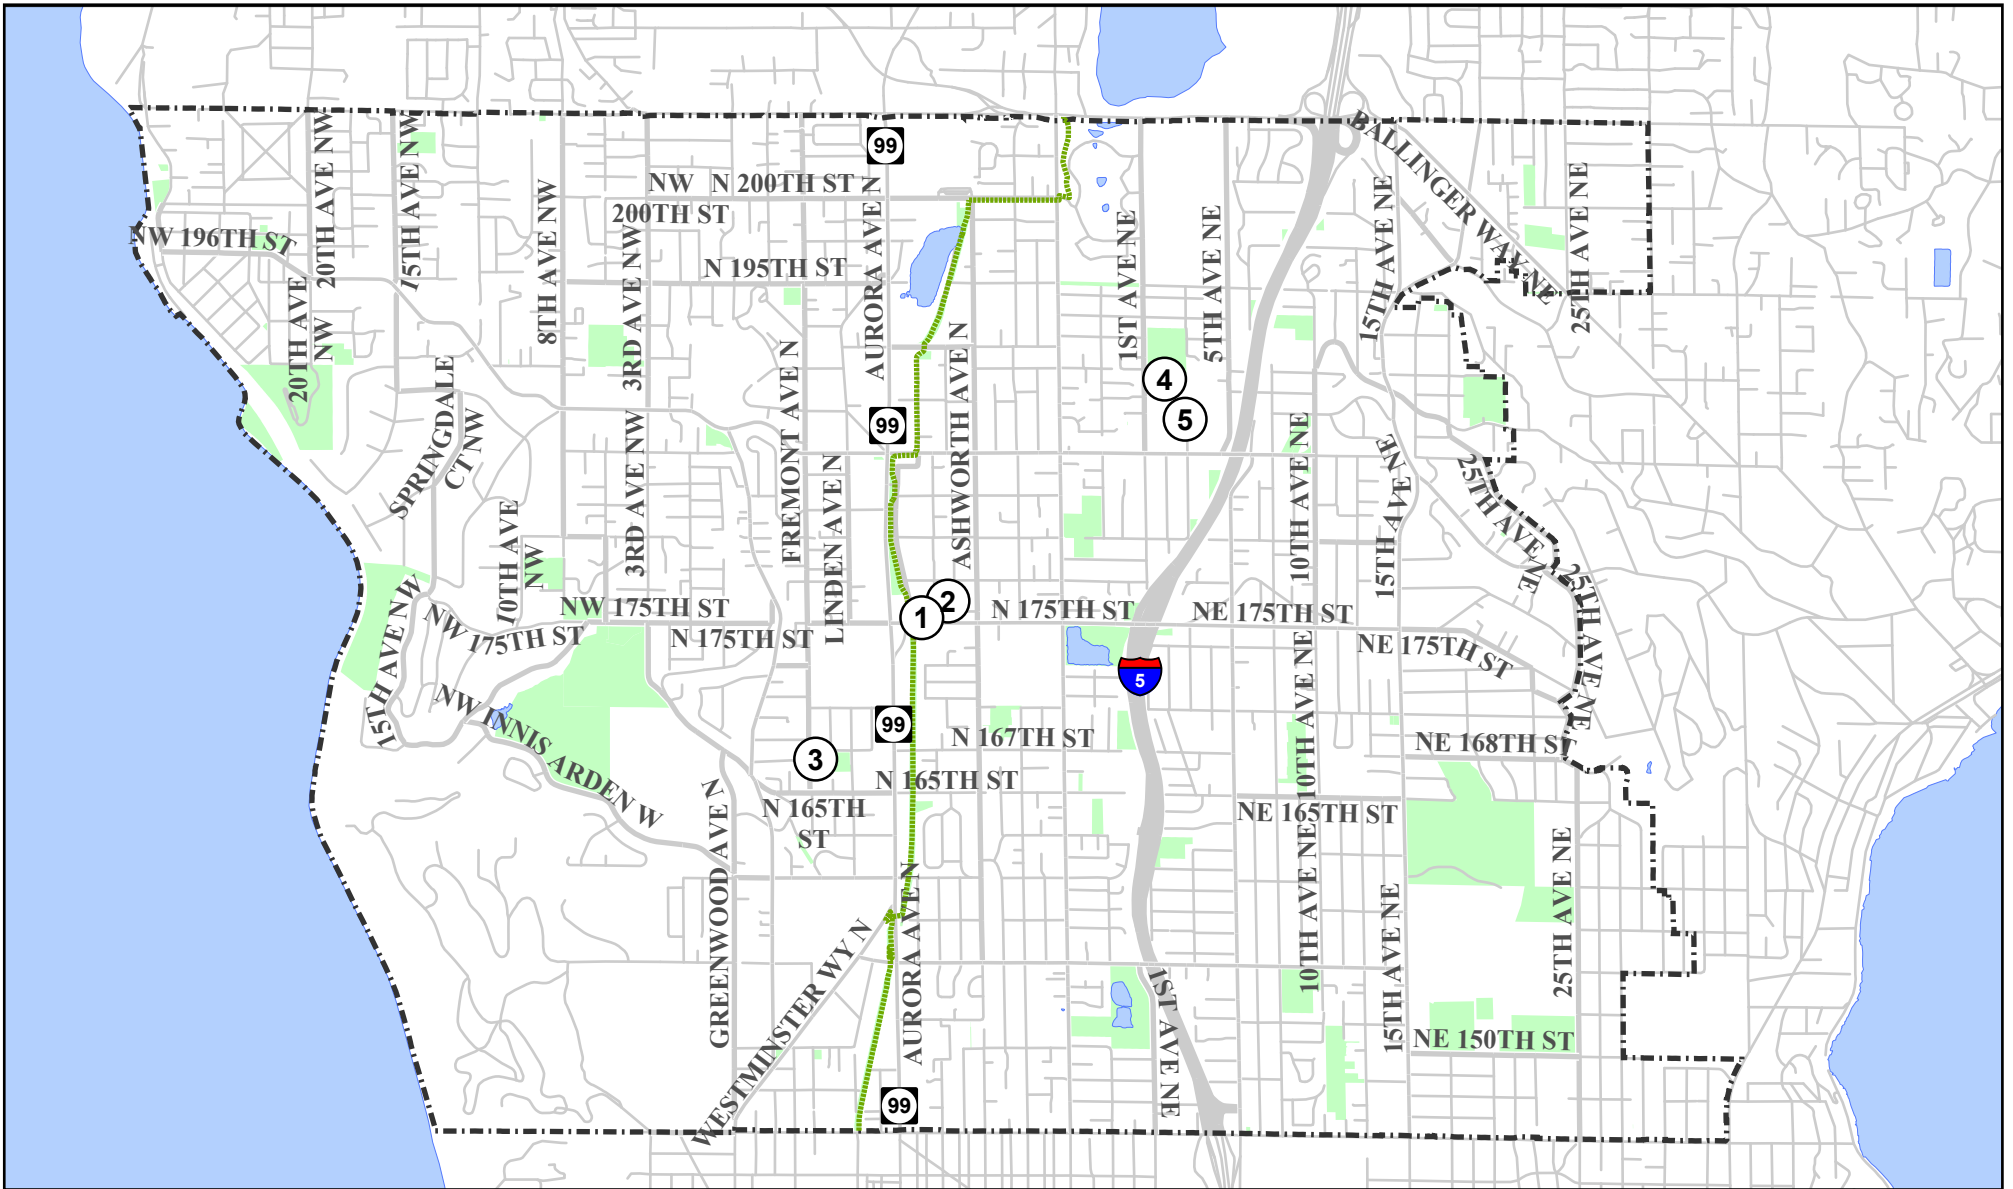 99
BALLINGER WAY NE
20TH AVE NW
15TH AVE NW
NW
200TH ST
N 200TH ST
8TH AVE NW
AURORA AVE N
15TH AVE NE
25TH AVE NE
1ST AVE NE
5TH AVE NE
NW 196TH ST
3RD AVE NW
N 195TH ST
20TH AVE
NW
FREMONT AVE N
ASHWORTH AVE N
SPRINGDALE
CT NW
4
5
99
3RD AVE NW
LINDEN AVE N
10TH AVE NE
15TH AVE NE
25TH AVE NE
10TH AVE
NW
25TH AVE NE
15TH AVE NW
NW 175TH ST
NW 175TH ST
N 175TH ST
1
2
N 175TH ST
NE 175TH ST
NE 175TH ST
5
NW INNIS ARDEN W
10TH AVE NE
99
N 167TH ST
NE 168TH ST
3
N 165TH ST
N 165TH
ST
NE 165TH ST
GREENWOOD AVE N
AURORA AVE N
10TH AVE NE
15TH AVE NE
25TH AVE NE
WESTMINSTER WY N
1ST AVE NE
NE 150TH ST
99